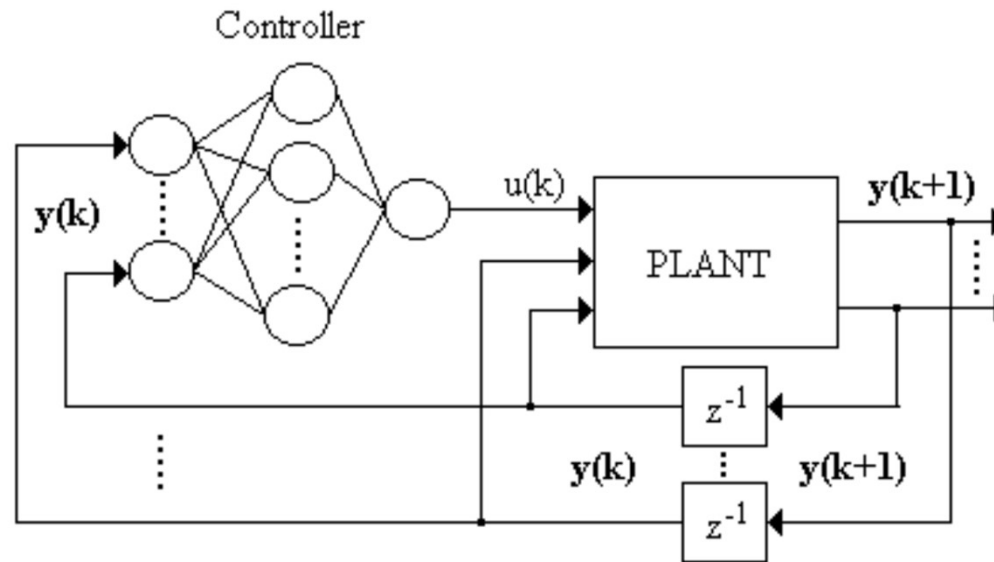 Controller
y(k)
u(k)
PLANT
y(k+1)
z⁻¹
y(k)
y(k+1)
z⁻¹